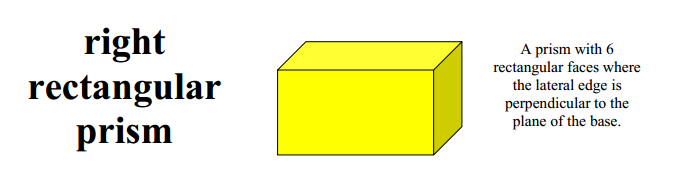 right
rectangular
prism
A prism with 6
rectangular faces where
the lateral edge is
perpendicular to the
plane of the base.